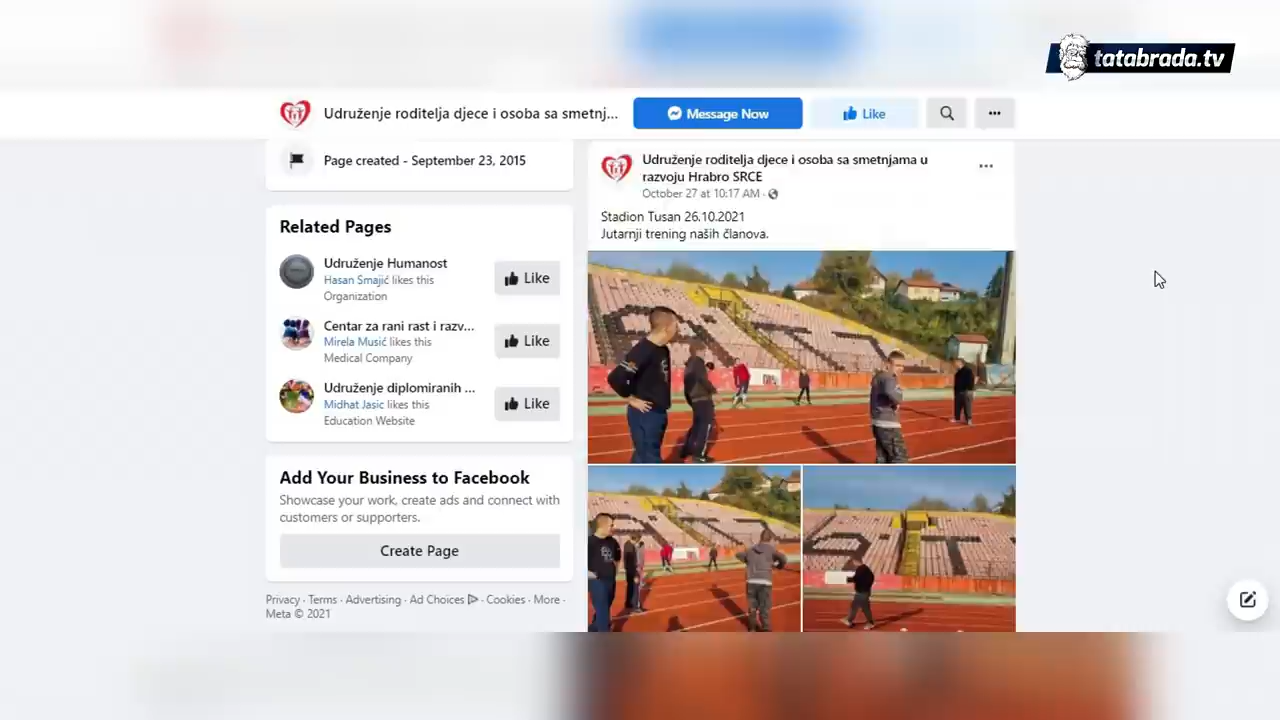 tatabrada.tv
Udruženje roditelja djece i osoba sa smetnj...
Message Now
Like
Page created - September 23, 2015
Related Pages
Udruženje Humanost
Hasan Smajić likes this
Organization
Like
Centar za rani rast i razv...
Mirela Musić likes this
Medical Company
Like
Udruženje diplomiranih ...
Midhat Jasic likes this
Education Website
Like
Add Your Business to Facebook
Showcase your work, create ads and connect with
customers or supporters.
Create Page
Privacy · Terms · Advertising · Ad Choices · Cookies · More ·
Meta © 2021
Udruženje roditelja djece i osoba sa smetnjama u
razvoju Hrabro SRCE
October 27 at 10:17 AM ·
Stadion Tusan 26.10.2021
Jutarnji trening naših članova.